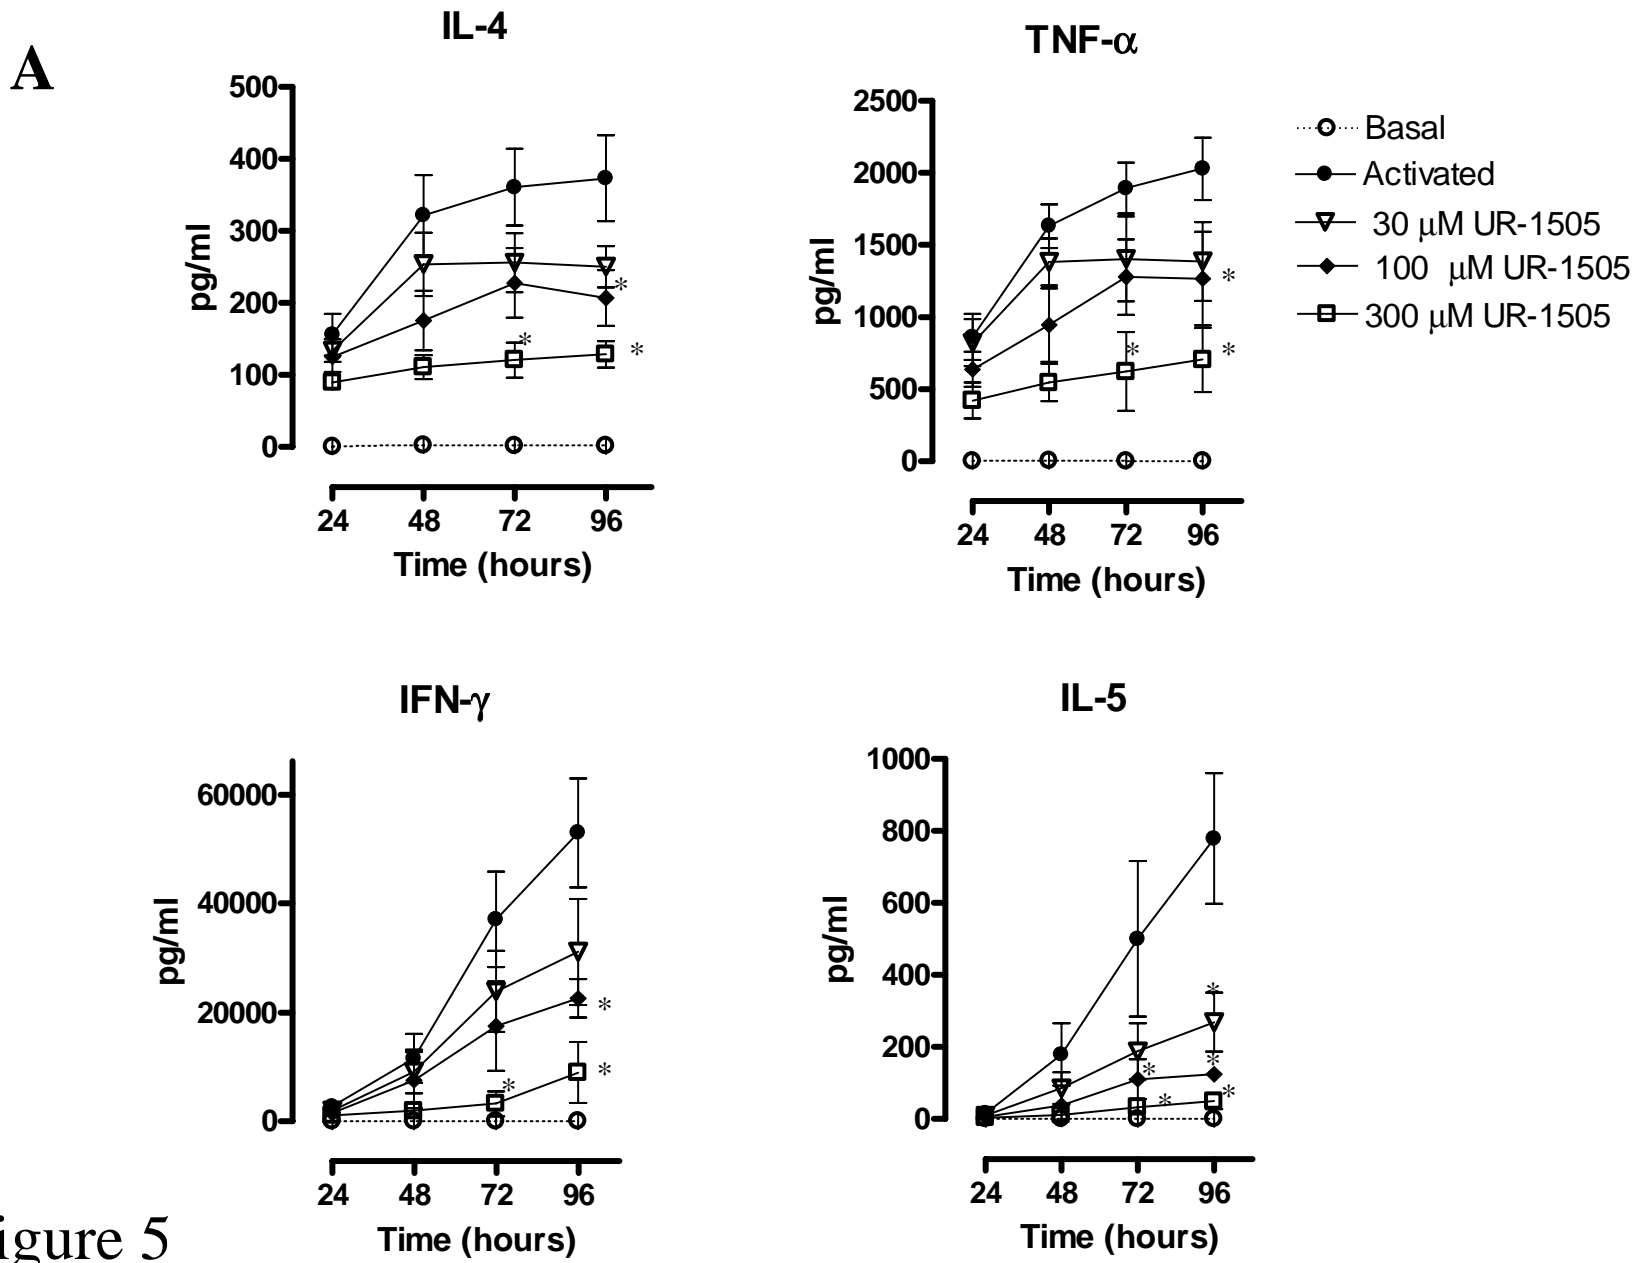 A
IL-4
500
400
300
200
100
0
pg/ml
*
*
*
24 48 72 96
Time (hours)
TNF-α
2500
2000
1500
1000
500
0
pg/ml
*
*
*
24 48 72 96
Time (hours)
Basal
Activated
30 μM UR-1505
100 μM UR-1505
300 μM UR-1505
IFN-γ
60000
40000
20000
0
pg/ml
*
*
*
24 48 72 96
Time (hours)
IL-5
1000
800
600
400
200
0
pg/ml
*
*
*
*
*
24 48 72 96
Time (hours)
igure 5